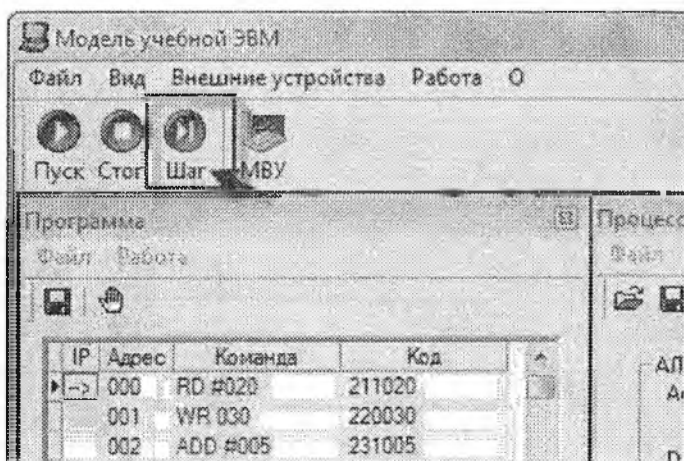 Модель учебной ЭВМ
Файл Вид Внешние устройства Работа О
Пуск Стоп Шаг МВУ
Программа
Процесс
Файл Работа
Файл
IP Адрес Команда Код
--> 000 RD #020 211020
001 WR 030 220030
002 ADD #005 231005